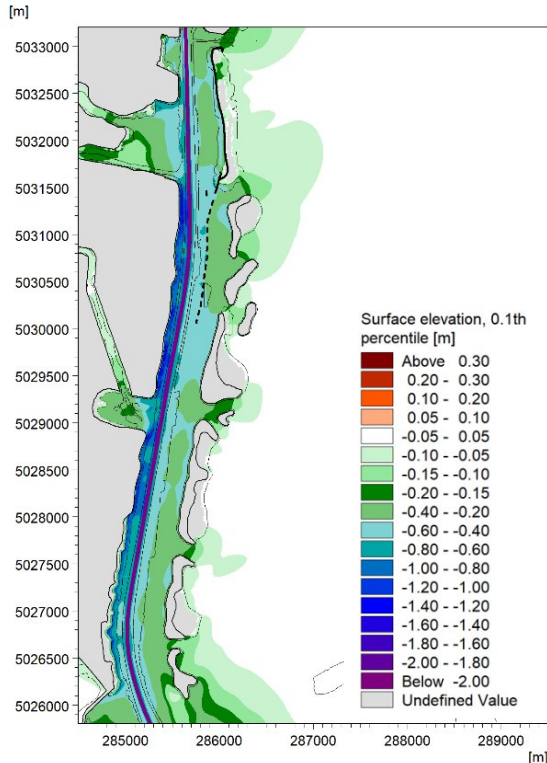 [m]
5033000
5032500
5032000
5031500
5031000
5030500
5030000
5029500
5029000
5028500
5028000
5027500
5027000
5026500
5026000
Surface elevation, 0.1th
percentile [m]
Above 0.30
0.20 - 0.30
0.10 - 0.20
0.05 - 0.10
-0.05 - 0.05
-0.10 - -0.05
-0.15 - -0.10
-0.20 - -0.15
-0.40 - -0.20
-0.60 - -0.40
-0.80 - -0.60
-1.00 - -0.80
-1.20 - -1.00
-1.40 - -1.20
-1.60 - -1.40
-1.80 - -1.60
-2.00 - -1.80
Below -2.00
Undefined Value
285000 286000 287000 288000 289000
[m]